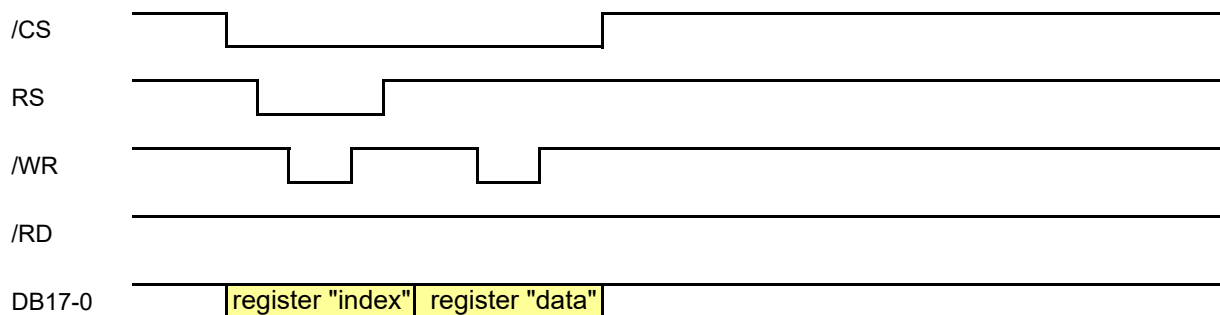 /CS
RS
/WR
/RD
DB17-0 register "index" register "data"